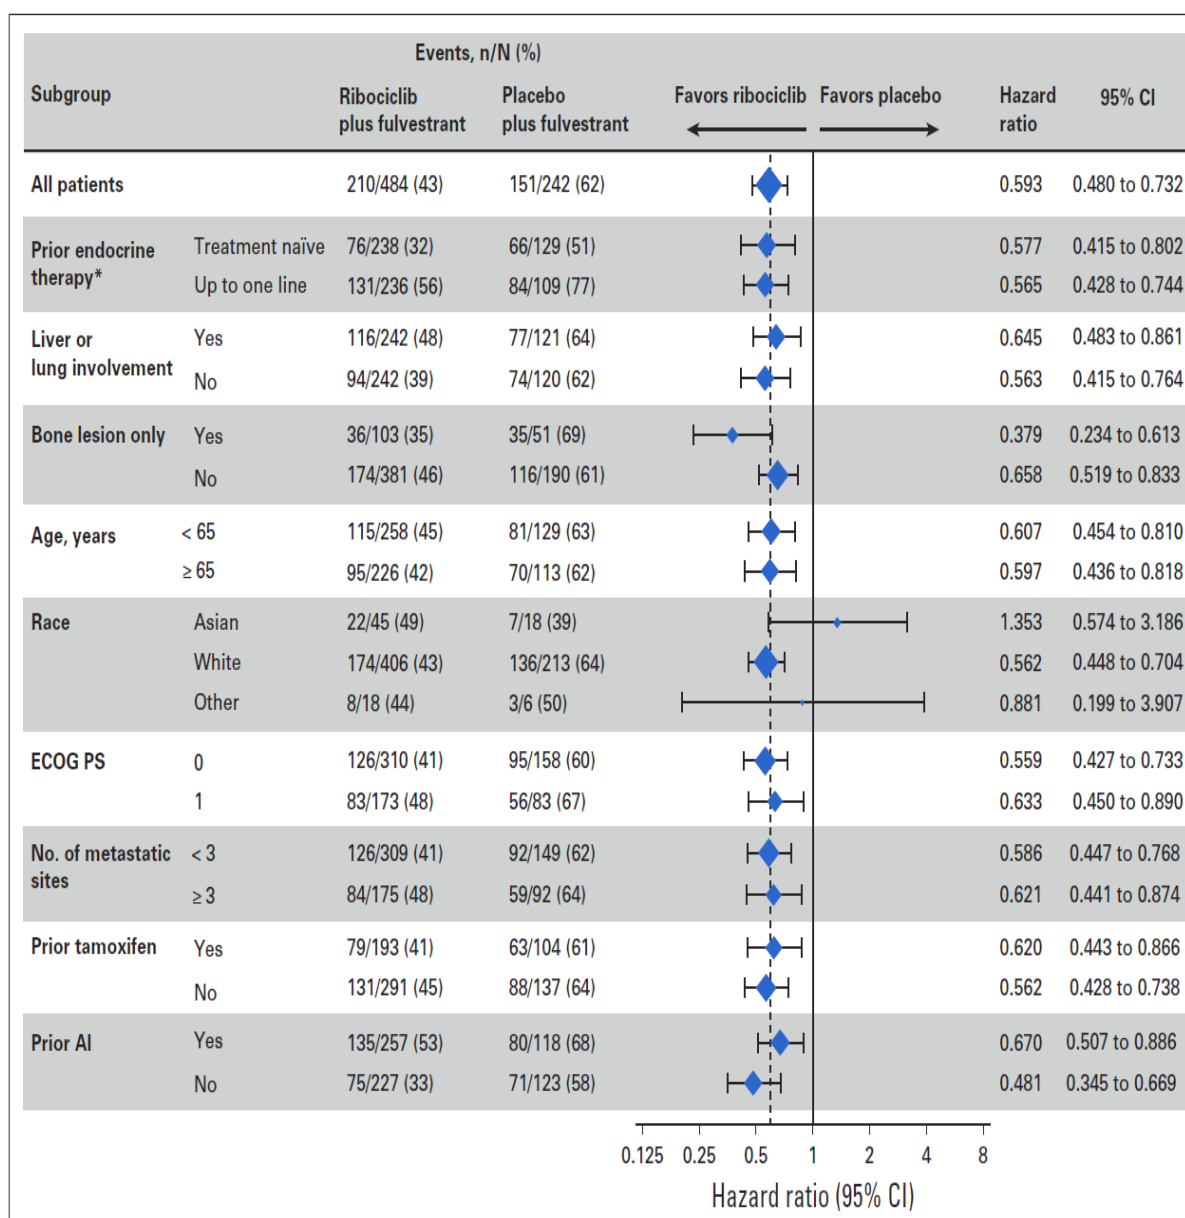 Events, n/N (%)
Subgroup Ribociclib plus fulvestrant Placebo plus fulvestrant Favors ribociclib Favors placebo Hazard ratio 95% CI
All patients 210/484 (43) 151/242 (62) 0.593 0.480 to 0.732
Prior endocrine therapy*
Treatment naïve 76/238 (32) 66/129 (51) 0.577 0.415 to 0.802
Up to one line 131/236 (56) 84/109 (77) 0.565 0.428 to 0.744
Liver or lung involvement
Yes 116/242 (48) 77/121 (64) 0.645 0.483 to 0.861
No 94/242 (39) 74/120 (62) 0.563 0.415 to 0.764
Bone lesion only Yes 36/103 (35) 35/51 (69) 0.379 0.234 to 0.613
No 174/381 (46) 116/190 (61) 0.658 0.519 to 0.833
Age, years < 65 115/258 (45) 81/129 (63) 0.607 0.454 to 0.810
≥ 65 95/226 (42) 70/113 (62) 0.597 0.436 to 0.818
Race Asian 22/45 (49) 7/18 (39) 1.353 0.574 to 3.186
White 174/406 (43) 136/213 (64) 0.562 0.448 to 0.704
Other 8/18 (44) 3/6 (50) 0.881 0.199 to 3.907
ECOG PS 0 126/310 (41) 95/158 (60) 0.559 0.427 to 0.733
1 83/173 (48) 56/83 (67) 0.633 0.450 to 0.890
No. of metastatic sites
< 3 126/309 (41) 92/149 (62) 0.586 0.447 to 0.768
≥ 3 84/175 (48) 59/92 (64) 0.621 0.441 to 0.874
Prior tamoxifen Yes 79/193 (41) 63/104 (61) 0.620 0.443 to 0.866
No 131/291 (45) 88/137 (64) 0.562 0.428 to 0.738
Prior AI Yes 135/257 (53) 80/118 (68) 0.670 0.507 to 0.886
No 75/227 (33) 71/123 (58) 0.481 0.345 to 0.669
0.125 0.25 0.5 1 2 4 8
Hazard ratio (95% CI)